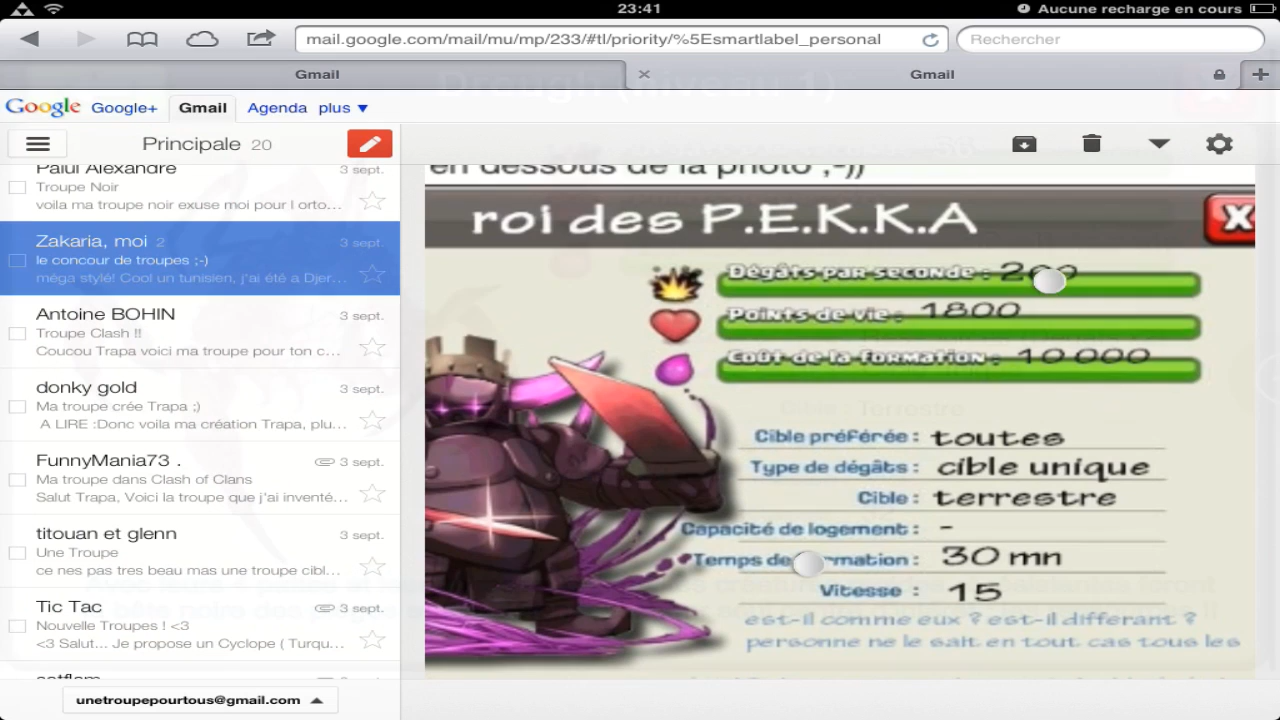 23:41
Aucune recharge en cours
mail.google.com/mail/mu/mp/233/#tl/priority/%5Esmartlabel_personal
Rechercher
Gmail
Gmail
Google Google+ Gmail Agenda plus
Principale 20
Palul Alexandre 3 sept.
Troupe Noir
voila ma troupe noir exuse moi pour l orto...
Zakaria, moi 2 3 sept.
le concour de troupes ;-)
méga stylé! Cool un tunisien, j'ai été a Djer...
Antoine BOHIN 3 sept.
Troupe Clash !!
Coucou Trapa voici ma troupe pour ton c...
donky gold 3 sept.
Ma troupe crée Trapa ;)
A LIRE :Donc voila ma création Trapa, plu...
FunnyMania73 . 3 sept.
Ma troupe dans Clash of Clans
Salut Trapa, Voici la troupe que j'ai inventé...
titouan et glenn 3 sept.
Une Troupe
ce nes pas tres beau mas une troupe cibl...
Tic Tac 3 sept.
Nouvelle Troupes ! <3
<3 Salut... Je propose un Cyclope ( Turqu...
unetroupepourtous@gmail.com
en dessous de la photo ;-))
roi des P.E.K.K.A
X
Dégâts par seconde :
Points de vie : 1800
Coût de la formation : 10 000
Cible préférée : toutes
Type de dégâts : cible unique
Cible : terrestre
Capacité de logement : -
Temps de formation : 30 mn
Vitesse : 15
est-il comme eux ? est-il differant ?
personne ne le sait en tout cas tous les